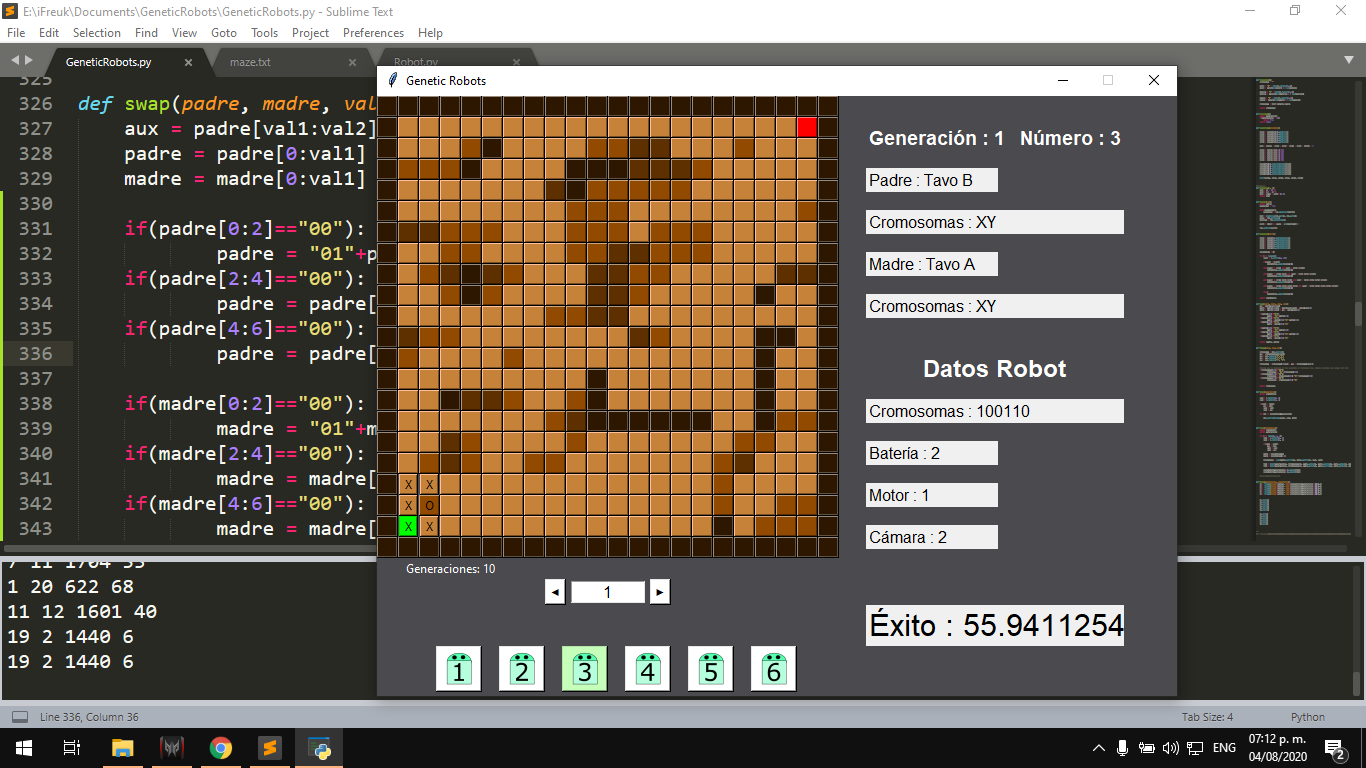 E:\iFreuk\Documents\GeneticRobots\GeneticRobots.py - Sublime Text
File Edit Selection Find View Goto Tools Project Preferences Help
GeneticRobots.py maze.txt Robot.py
325
326 def swap(padre, madre, val
327 aux = padre[val1:val2]
328 padre = padre[0:val1]
329 madre = madre[0:val1]
330
331 if(padre[0:2]=="00"):
332 padre = "01"+p
333 if(padre[2:4]=="00"):
334 padre = padre[
335 if(padre[4:6]=="00"):
336 padre = padre[
337
338 if(madre[0:2]=="00"):
339 madre = "01"+m
340 if(madre[2:4]=="00"):
341 madre = madre[
342 if(madre[4:6]=="00"):
343 madre = madre[
7 11 1704 55
1 20 622 68
11 12 1601 40
19 2 1440 6
19 2 1440 6
Genetic Robots
X X
X O
X X
Generaciones: 10
◄ 1 ►
1 2 3 4 5 6
Generación : 1 Número : 3
Padre : Tavo B
Cromosomas : XY
Madre : Tavo A
Cromosomas : XY
Datos Robot
Cromosomas : 100110
Batería : 2
Motor : 1
Cámara : 2
Éxito : 55.9411254
Line 336, Column 36 Tab Size: 4 Python
ENG 07:12 p. m.
04/08/2020
2